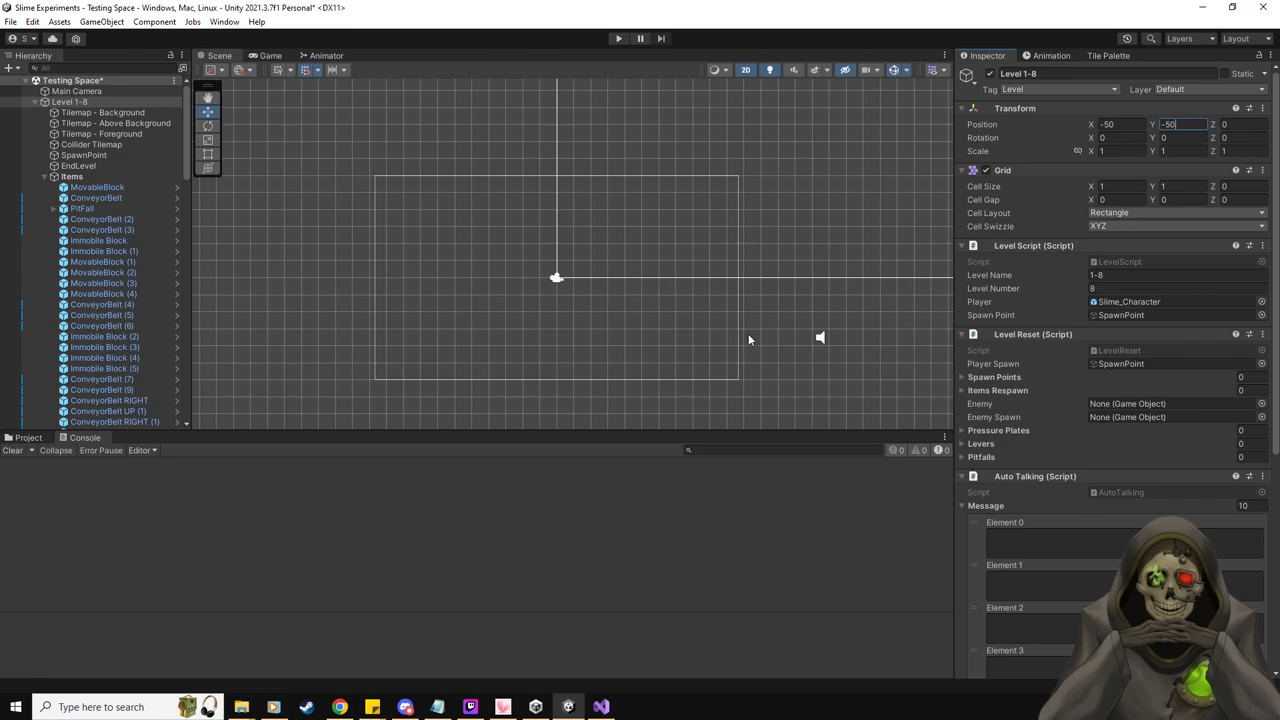 Slime Experiments - Testing Space - Windows, Mac, Linux - Unity 2021.3.7f1 Personal* <DX11>
File Edit Assets GameObject Component Jobs Window Help
S Layers Layout
Hierarchy Scene Game Animator Inspector Animation Tile Palette
All 2D
Testing Space*
Main Camera
Level 1-8
Tilemap - Background
Tilemap - Above Background
Tilemap - Foreground
Collider Tilemap
SpawnPoint
EndLevel
Items
MovableBlock
ConveyorBelt
PitFall
ConveyorBelt (2)
ConveyorBelt (3)
Immobile Block
Immobile Block (1)
MovableBlock (1)
MovableBlock (2)
MovableBlock (3)
MovableBlock (4)
ConveyorBelt (4)
ConveyorBelt (5)
ConveyorBelt (6)
Immobile Block (2)
Immobile Block (3)
Immobile Block (4)
Immobile Block (5)
ConveyorBelt (7)
ConveyorBelt (9)
ConveyorBelt RIGHT
ConveyorBelt UP (1)
ConveyorBelt RIGHT (1)
Level 1-8 Static
Tag Level Layer Default
Transform
Position X -50 Y -50 Z 0
Rotation X 0 Y 0 Z 0
Scale X 1 Y 1 Z 1
Grid
Cell Size X 1 Y 1 Z 0
Cell Gap X 0 Y 0 Z 0
Cell Layout Rectangle
Cell Swizzle XYZ
Level Script (Script)
Script LevelScript
Level Name 1-8
Level Number 8
Player Slime_Character
Spawn Point SpawnPoint
Level Reset (Script)
Script LevelReset
Player Spawn SpawnPoint
Spawn Points 0
Items Respawn 0
Enemy None (Game Object)
Enemy Spawn None (Game Object)
Pressure Plates 0
Levers 0
Pitfalls 0
Auto Talking (Script)
Script AutoTalking
Message 10
Element 0
Element 1
Element 2
Element 3
Project Console
Clear Collapse Error Pause Editor 0 0 0
Type here to search